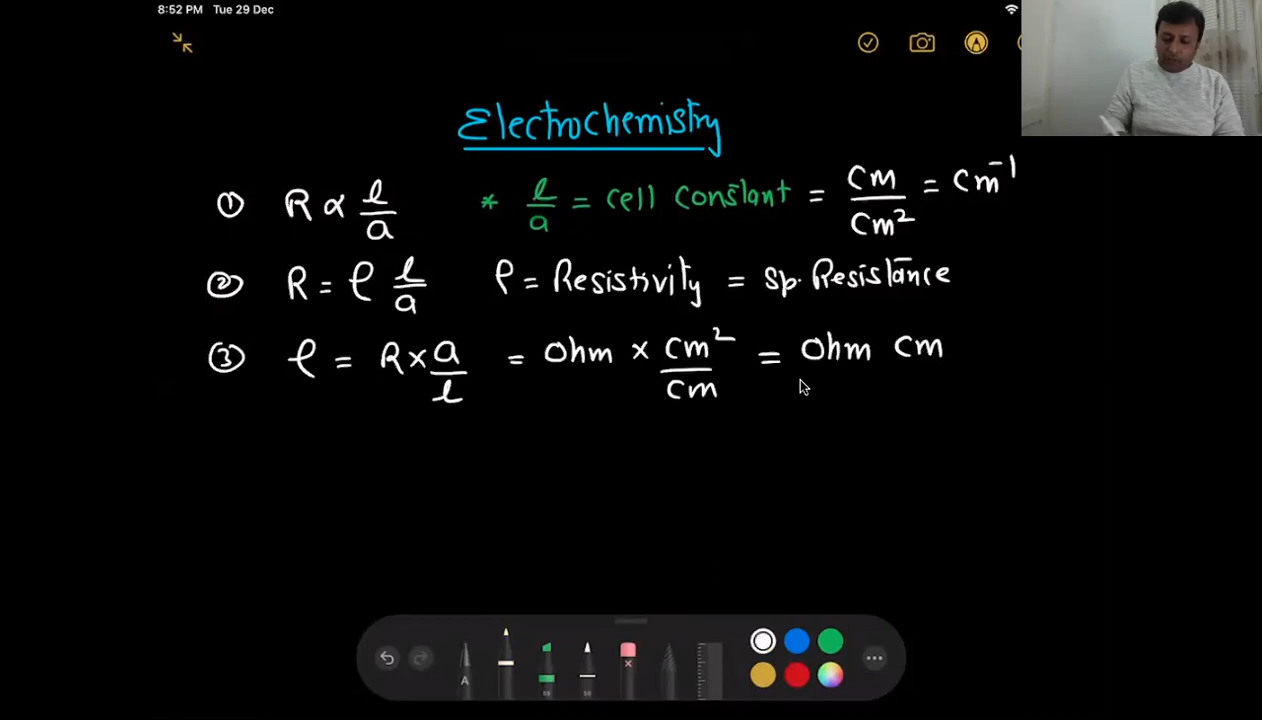 8:52 PM Tue 29 Dec
Electrochemistry
① R ∝ l/a * l/a = cell constant = cm/cm² = cm⁻¹
② R = ρ l/a ρ = Resistivity = sp. Resistance
③ ρ = R × a/l = Ohm × cm²/cm = Ohm cm
A